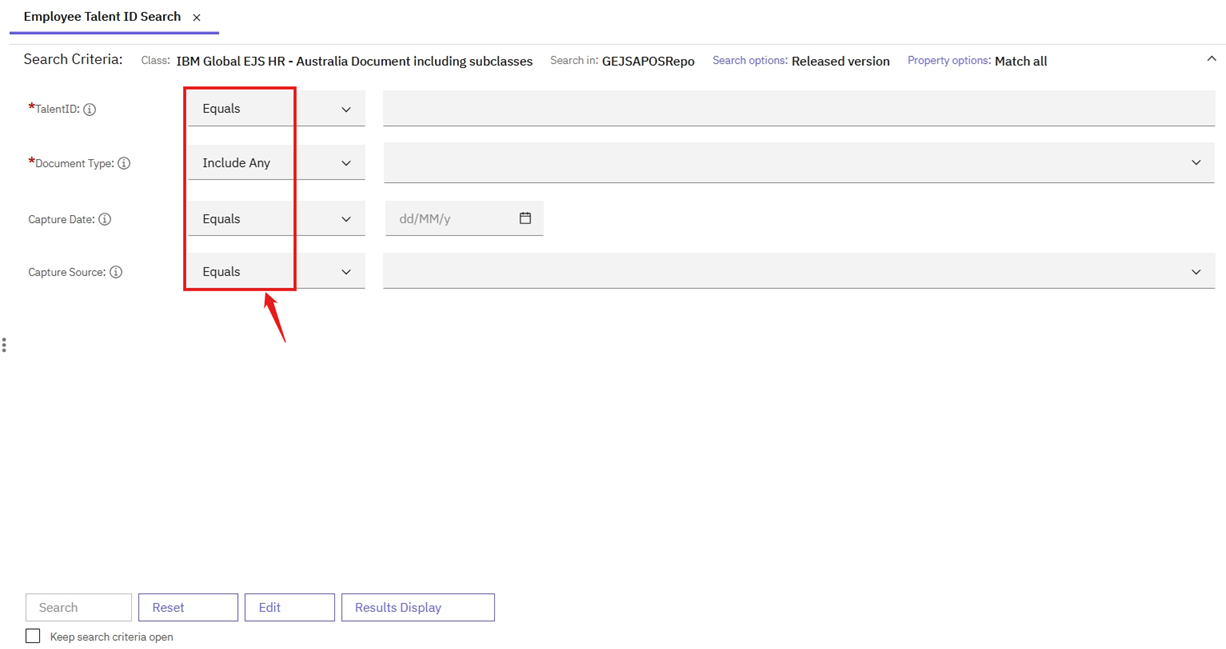 Employee Talent ID Search ×
Search Criteria: Class: IBM Global EJS HR - Australia Document including subclasses Search in: GEJSAPOSRepo Search options: Released version Property options: Match all
*TalentID: Equals
*Document Type: Include Any
Capture Date: Equals dd/MM/y
Capture Source: Equals
Search Reset Edit Results Display
Keep search criteria open